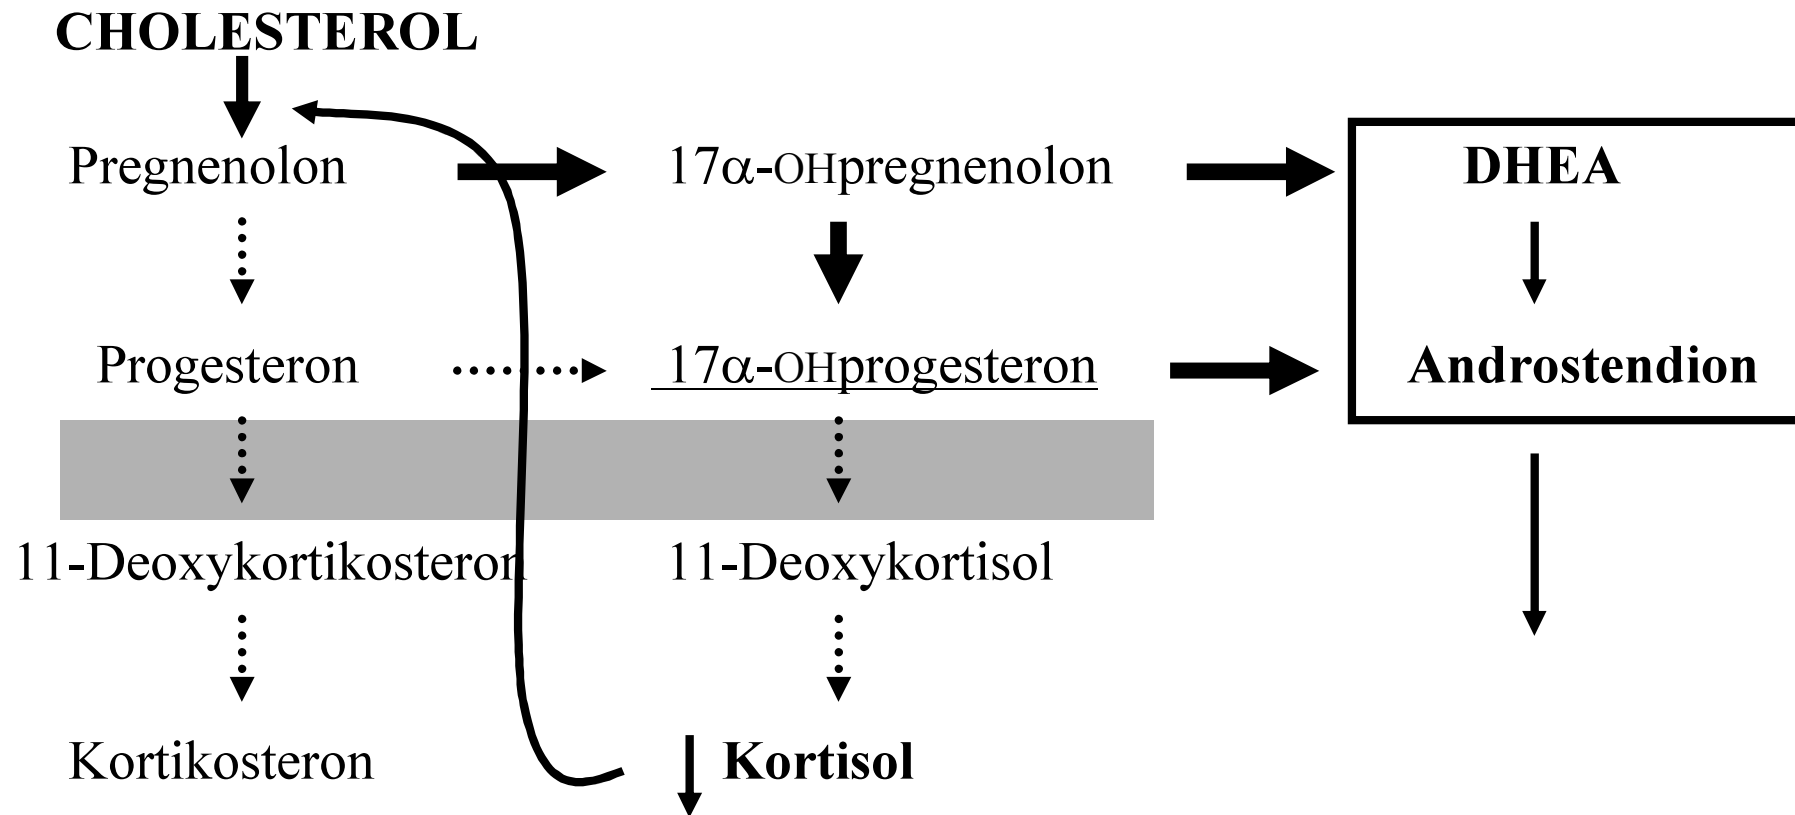 CHOLESTEROL
Pregnenolon 17α-OHpregnenolon DHEA
Progesteron 17α-OHprogesteron Androstendion
11-Deoxykortikosteron 11-Deoxykortisol
Kortikosteron Kortisol